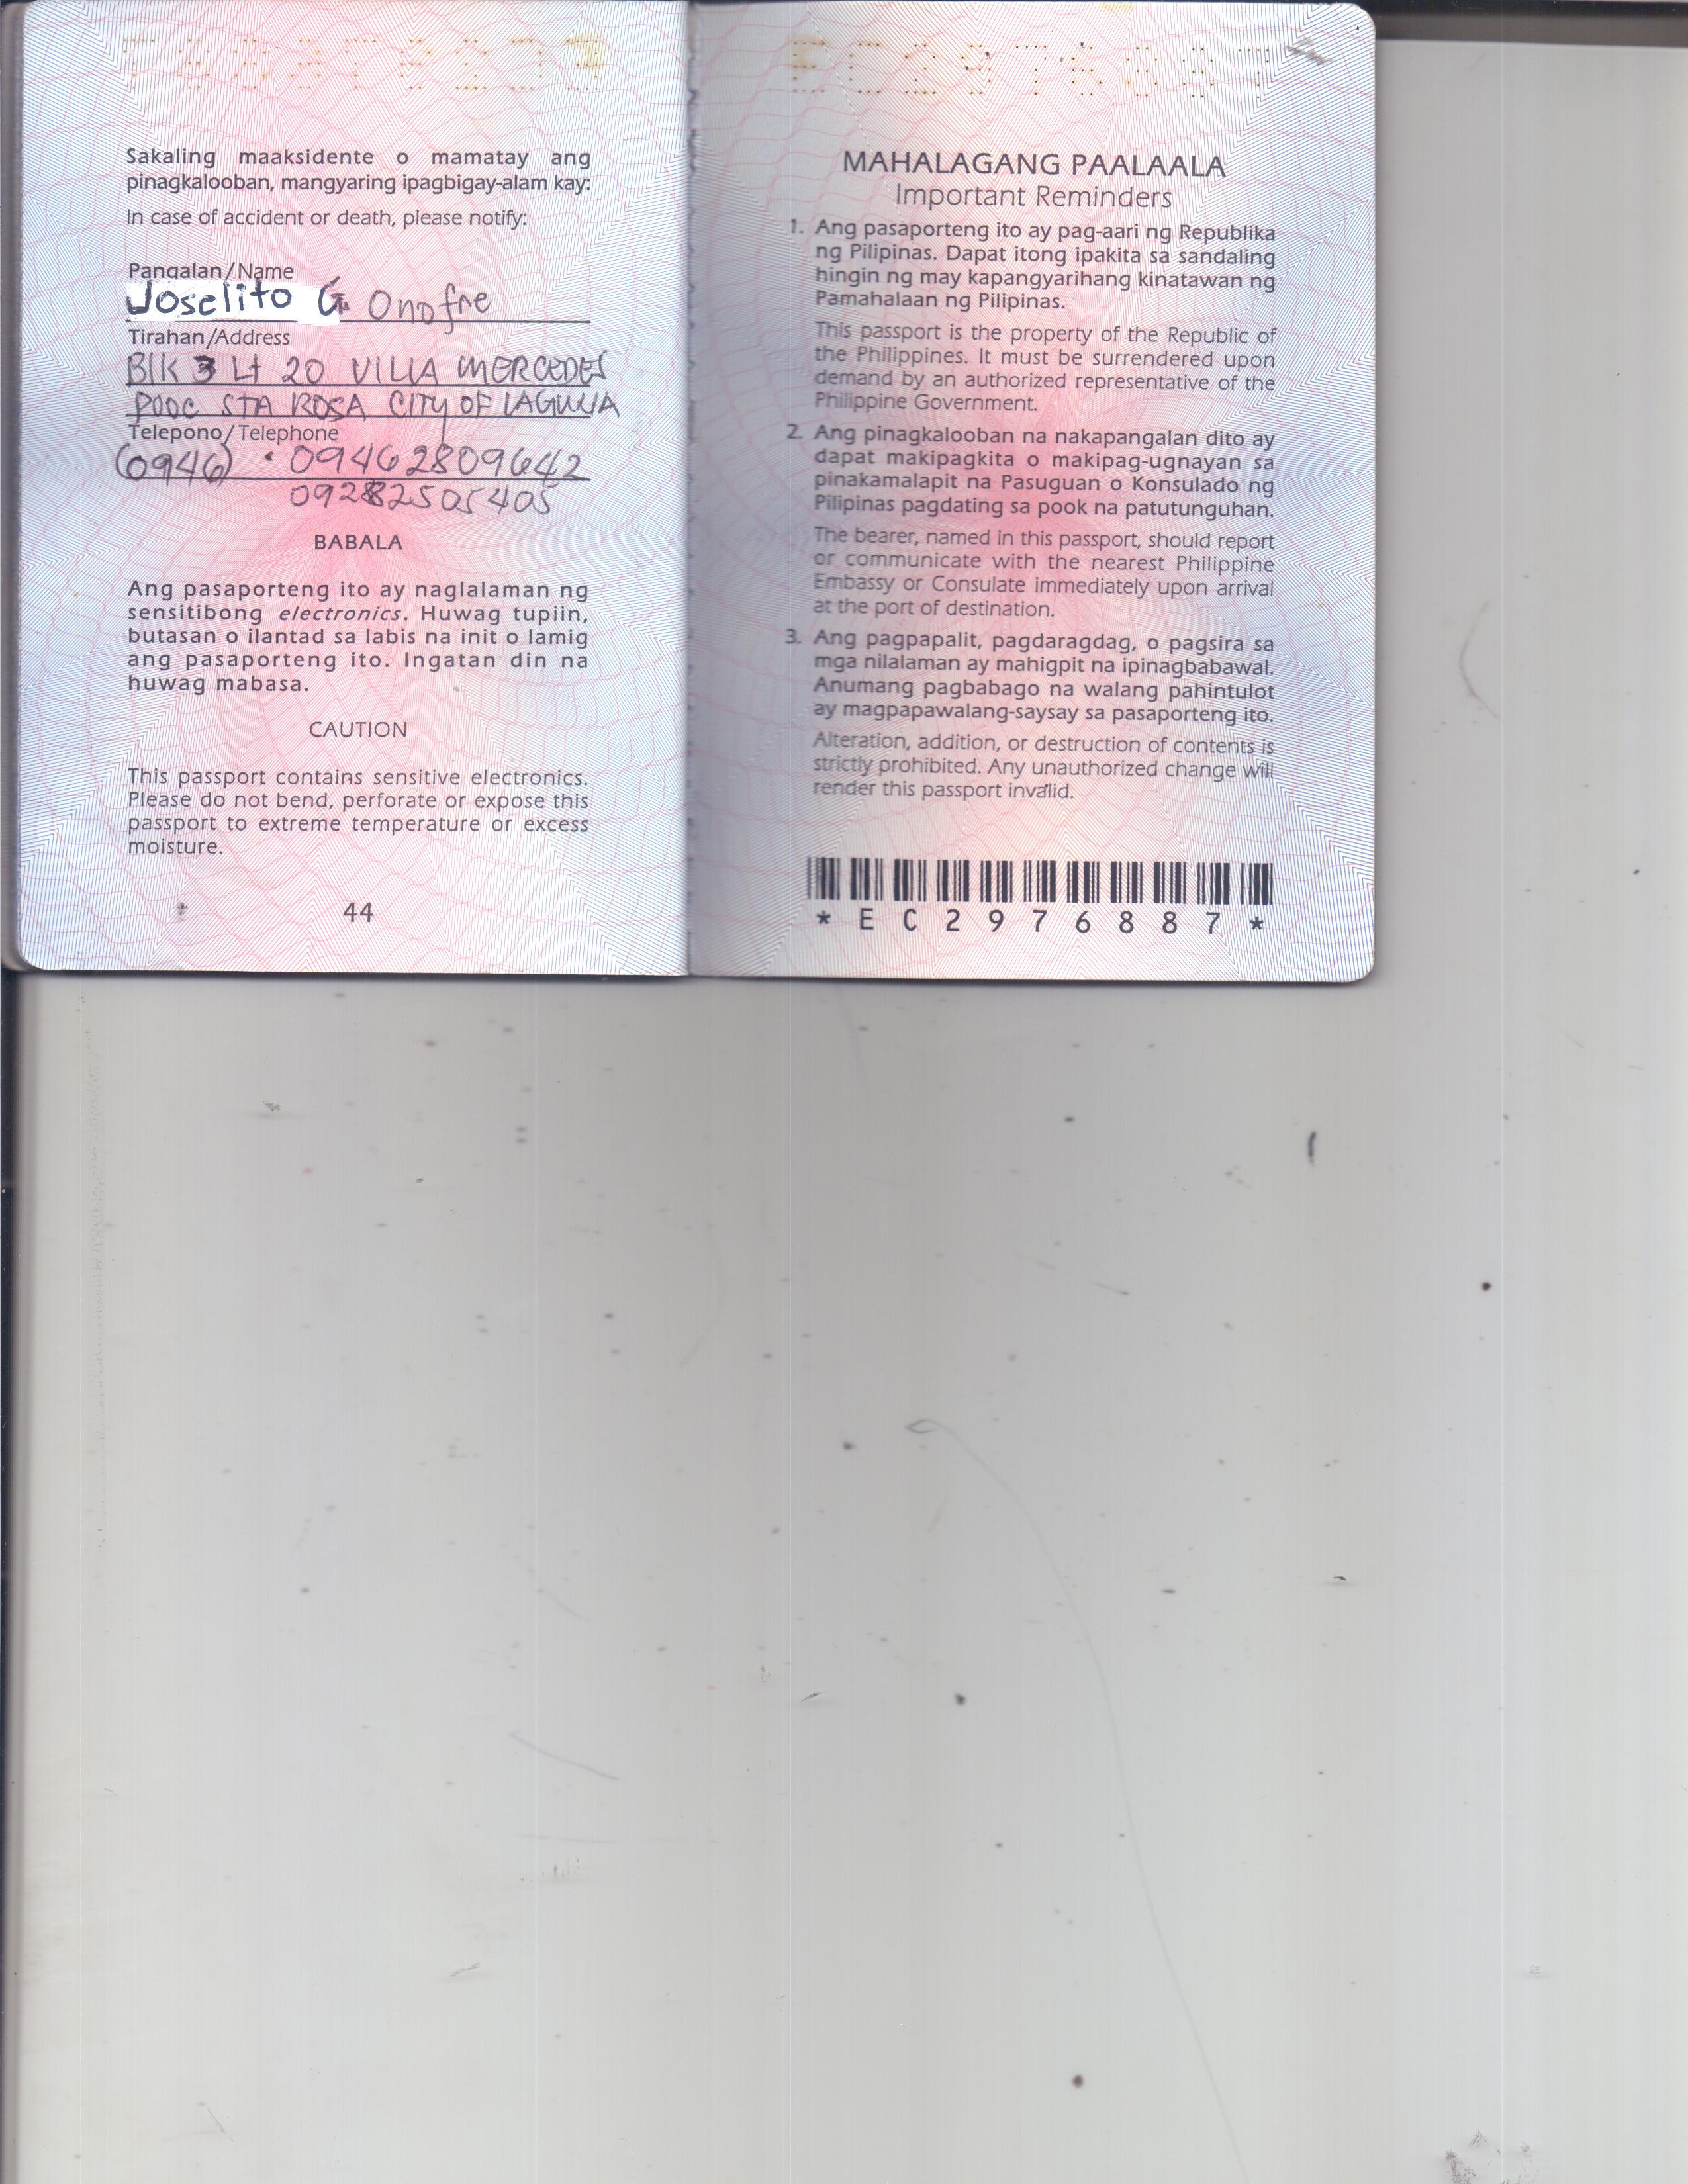 Sakaling maaksidente o mamatay ang
pinagkalooban, mangyaring ipagbigay-alam kay:
In case of accident or death, please notify:
Pangalan/Name
Joselito G. Onofre
Tirahan/Address
Blk 3 Lt 20 VILLA MERCEDES
POOC STA ROSA CITY OF LAGUNA
Telepono/Telephone
(0946) • 09462809642
09282505405
BABALA
Ang pasaporteng ito ay naglalaman ng
sensitibong electronics. Huwag tupiin,
butasan o ilantad sa labis na init o lamig
ang pasaporteng ito. Ingatan din na
huwag mabasa.
CAUTION
This passport contains sensitive electronics.
Please do not bend, perforate or expose this
passport to extreme temperature or excess
moisture.
44
EC2976887
MAHALAGANG PAALAALA
Important Reminders
1. Ang pasaporteng ito ay pag-aari ng Republika
ng Pilipinas. Dapat itong ipakita sa sandaling
hingin ng may kapangyarihang kinatawan ng
Pamahalaan ng Pilipinas.
This passport is the property of the Republic of
the Philippines. It must be surrendered upon
demand by an authorized representative of the
Philippine Government.
2. Ang pinagkalooban na nakapangalan dito ay
dapat makipagkita o makipag-ugnayan sa
pinakamalapit na Pasuguan o Konsulado ng
Pilipinas pagdating sa pook na patutunguhan.
The bearer, named in this passport, should report
or communicate with the nearest Philippine
Embassy or Consulate immediately upon arrival
at the port of destination.
3. Ang pagpapalit, pagdaragdag, o pagsira sa
mga nilalaman ay mahigpit na ipinagbabawal.
Anumang pagbabago na walang pahintulot
ay magpapawalang-saysay sa pasaporteng ito.
Alteration, addition, or destruction of contents is
strictly prohibited. Any unauthorized change will
render this passport invalid.
* E C 2 9 7 6 8 8 7 *